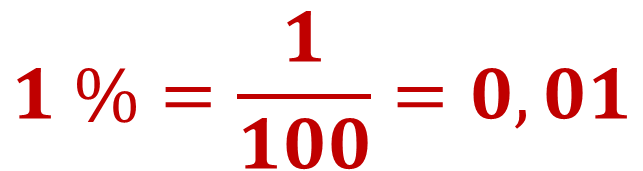 1 % = 1/100 = 0,01